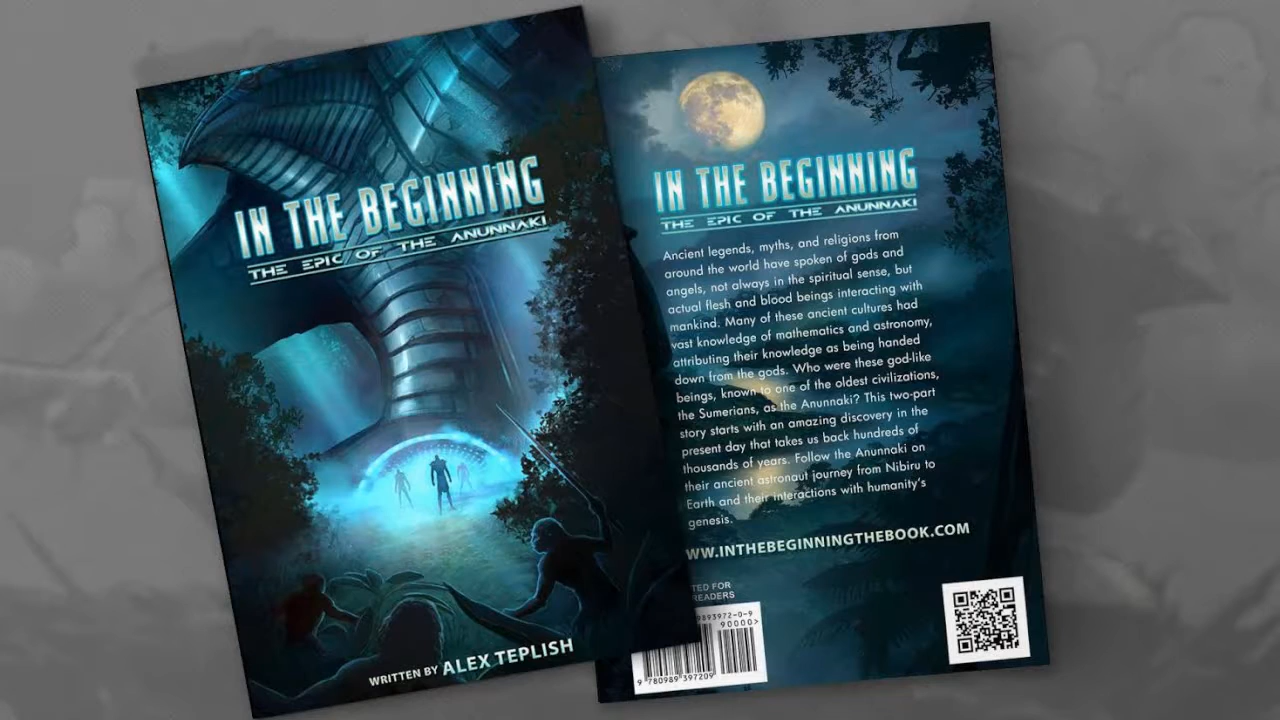 IN THE BEGINNING
THE EPIC OF THE ANUNNAKI
WRITTEN BY ALEX TEPLISH
IN THE BEGINNING
THE EPIC OF THE ANUNNAKI
Ancient legends, myths, and religions from
around the world have spoken of gods and
angels, not always in the spiritual sense, but
actual flesh and blood beings interacting with
mankind. Many of these ancient cultures had
vast knowledge of mathematics and astronomy,
attributing their knowledge as being handed
down from the gods. Who were these god-like
beings, known to one of the oldest civilizations,
the Sumerians, as the Anunnaki? This two-part
story starts with an amazing discovery in the
present day that takes us back hundreds of
thousands of years. Follow the Anunnaki on
their ancient astronaut journey from Nibiru to
Earth and their interactions with humanity's
genesis.
WW.INTHEBEGINNINGTHEBOOK.COM
TED FOR
READERS
9893972-0-9
90000>
9 780989 397209